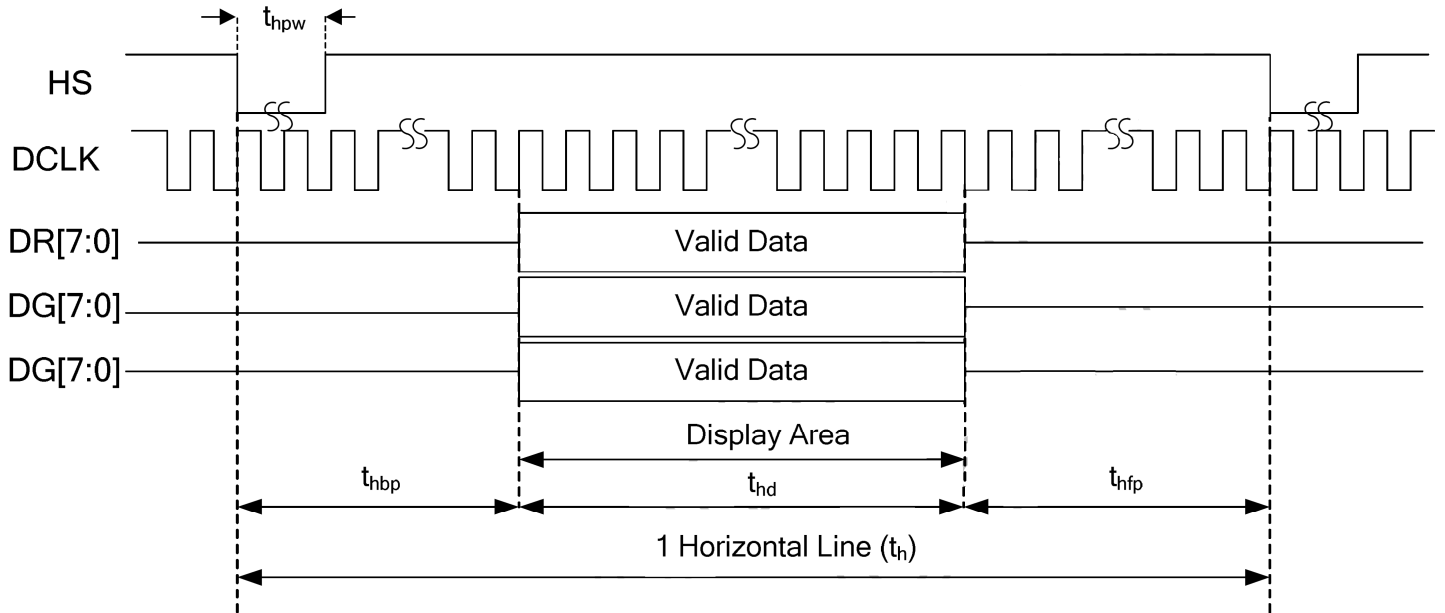 thpw
HS
DCLK
DR[7:0]
Valid Data
DG[7:0]
Valid Data
DG[7:0]
Valid Data
Display Area
thbp
thd
thfp
1 Horizontal Line (th)